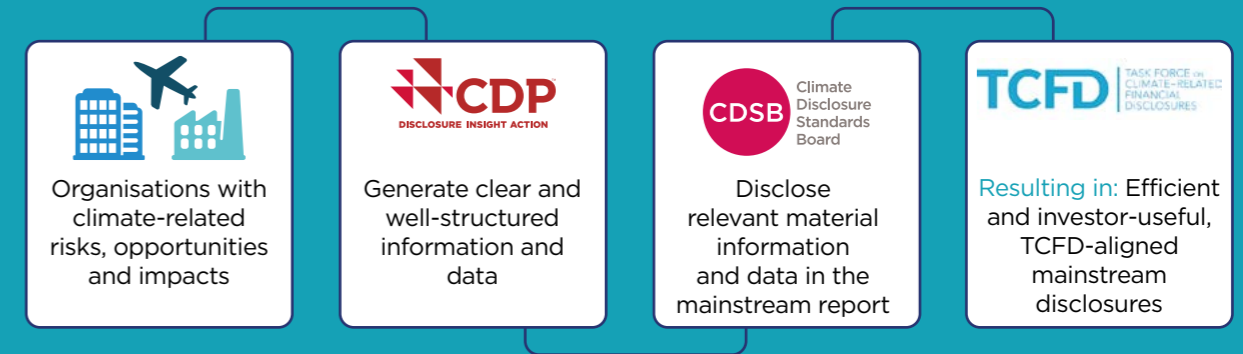 Organisations with
climate-related
risks, opportunities
and impacts
CDP™
DISCLOSURE INSIGHT ACTION
Generate clear and
well-structured
information and
data
CDSB
Climate
Disclosure
Standards
Board
Disclose
relevant material
information
and data in the
mainstream report
TCFD
TASK FORCE ON
CLIMATE-RELATED
FINANCIAL
DISCLOSURES
Resulting in: Efficient
and investor-useful,
TCFD-aligned
mainstream
disclosures